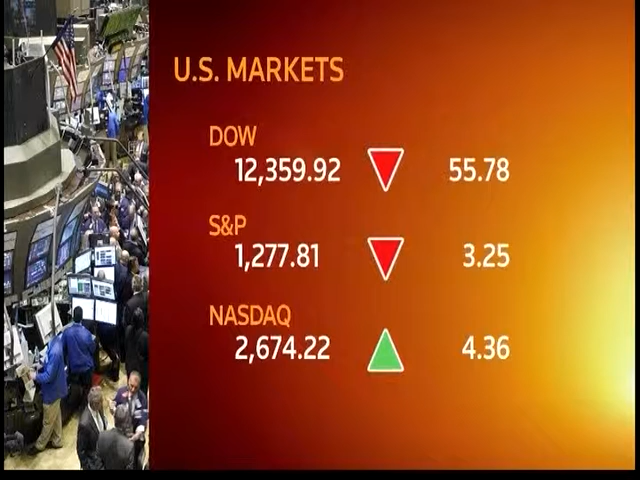 U.S. MARKETS
DOW
12,359.92 55.78
S&P
1,277.81 3.25
NASDAQ
2,674.22 4.36